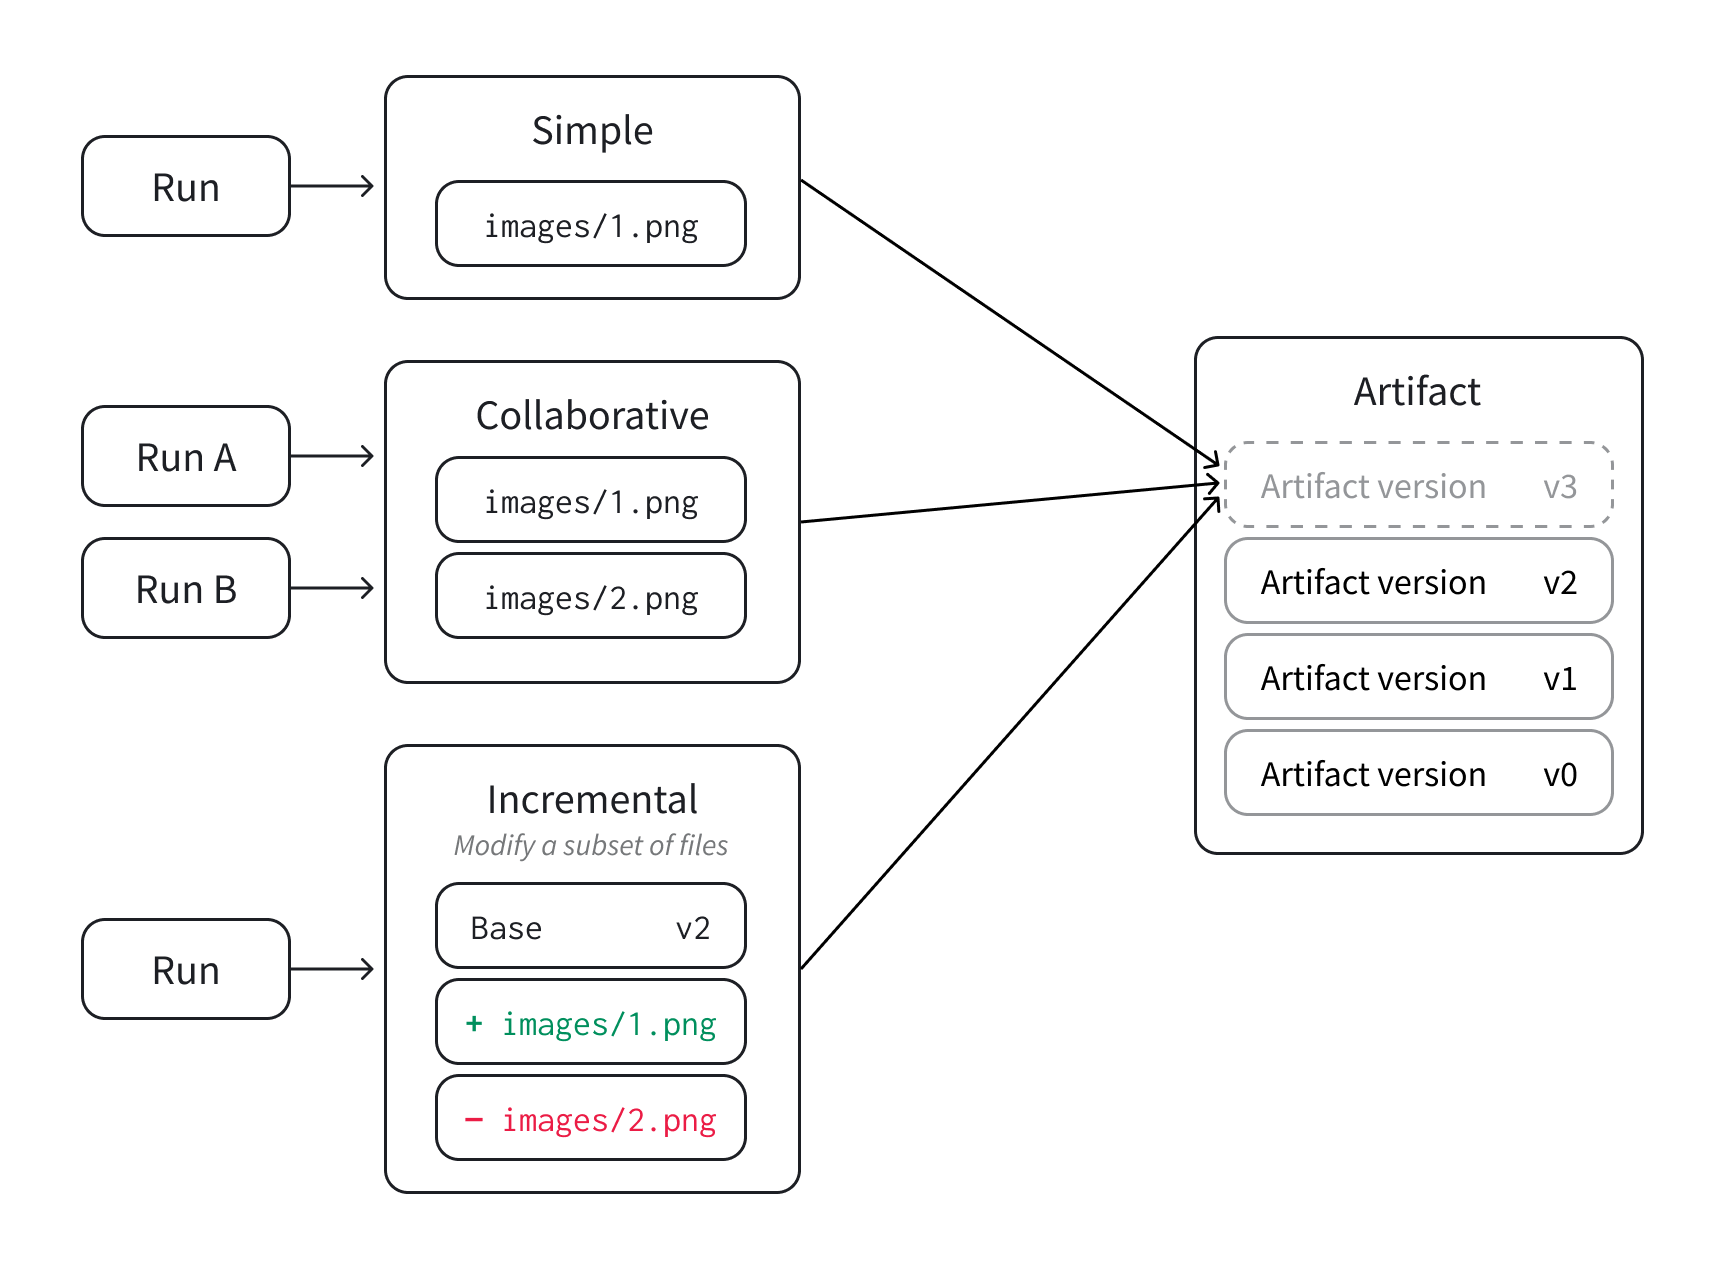 Run
Simple
images/1.png
Run A
Run B
Collaborative
images/1.png
images/2.png
Run
Incremental
Modify a subset of files
Base v2
+ images/1.png
− images/2.png
Artifact
Artifact version v3
Artifact version v2
Artifact version v1
Artifact version v0